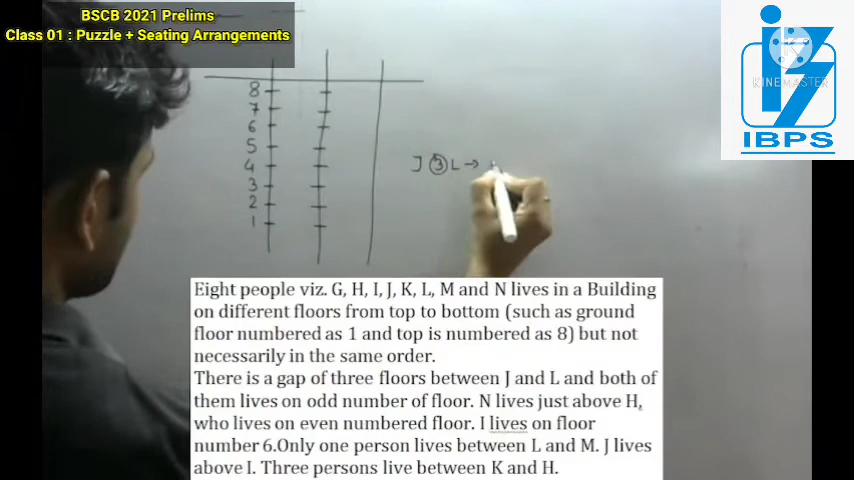 BSCB 2021 Prelims
Class 01 : Puzzle + Seating Arrangements
KINEMASTER
IBPS
8
7
6
5
4
3
2
1
J ③ L →
Eight people viz. G, H, I, J, K, L, M and N lives in a Building
on different floors from top to bottom (such as ground
floor numbered as 1 and top is numbered as 8) but not
necessarily in the same order.
There is a gap of three floors between J and L and both of
them lives on odd number of floor. N lives just above H,
who lives on even numbered floor. I lives on floor
number 6.Only one person lives between L and M. J lives
above I. Three persons live between K and H.